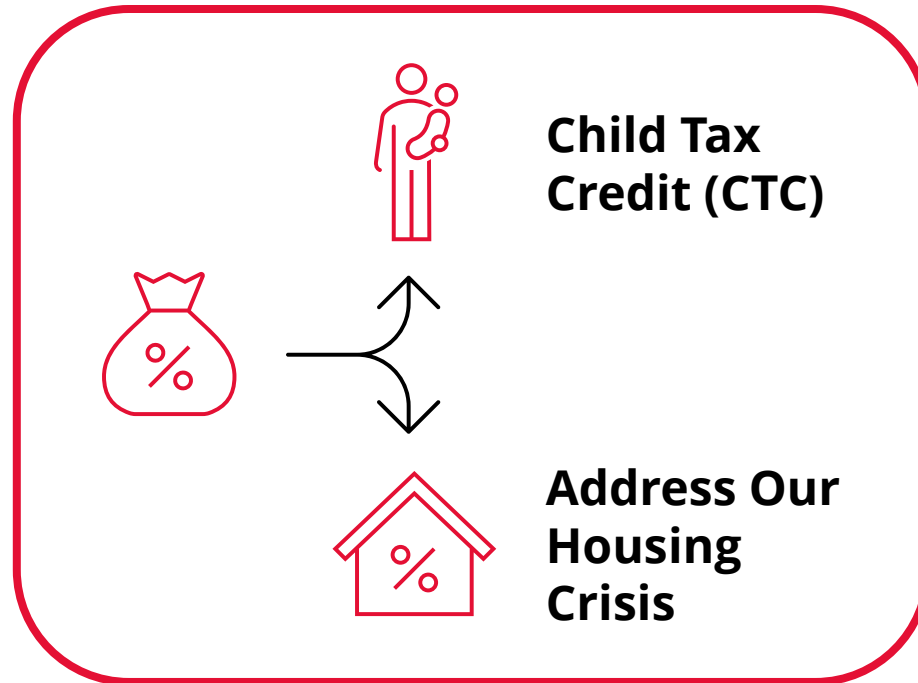 Child Tax
Credit (CTC)
%
Address Our
Housing
Crisis
%